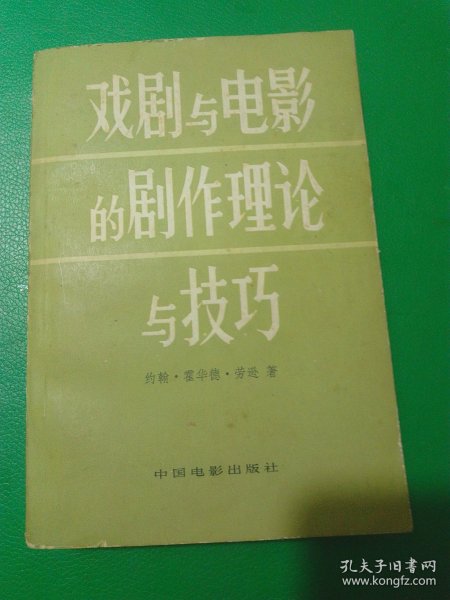 戏剧与电影
的剧作理论
与技巧
约翰·霍华德·劳逊 著
中国电影出版社
孔夫子旧书网
www.kongfz.com